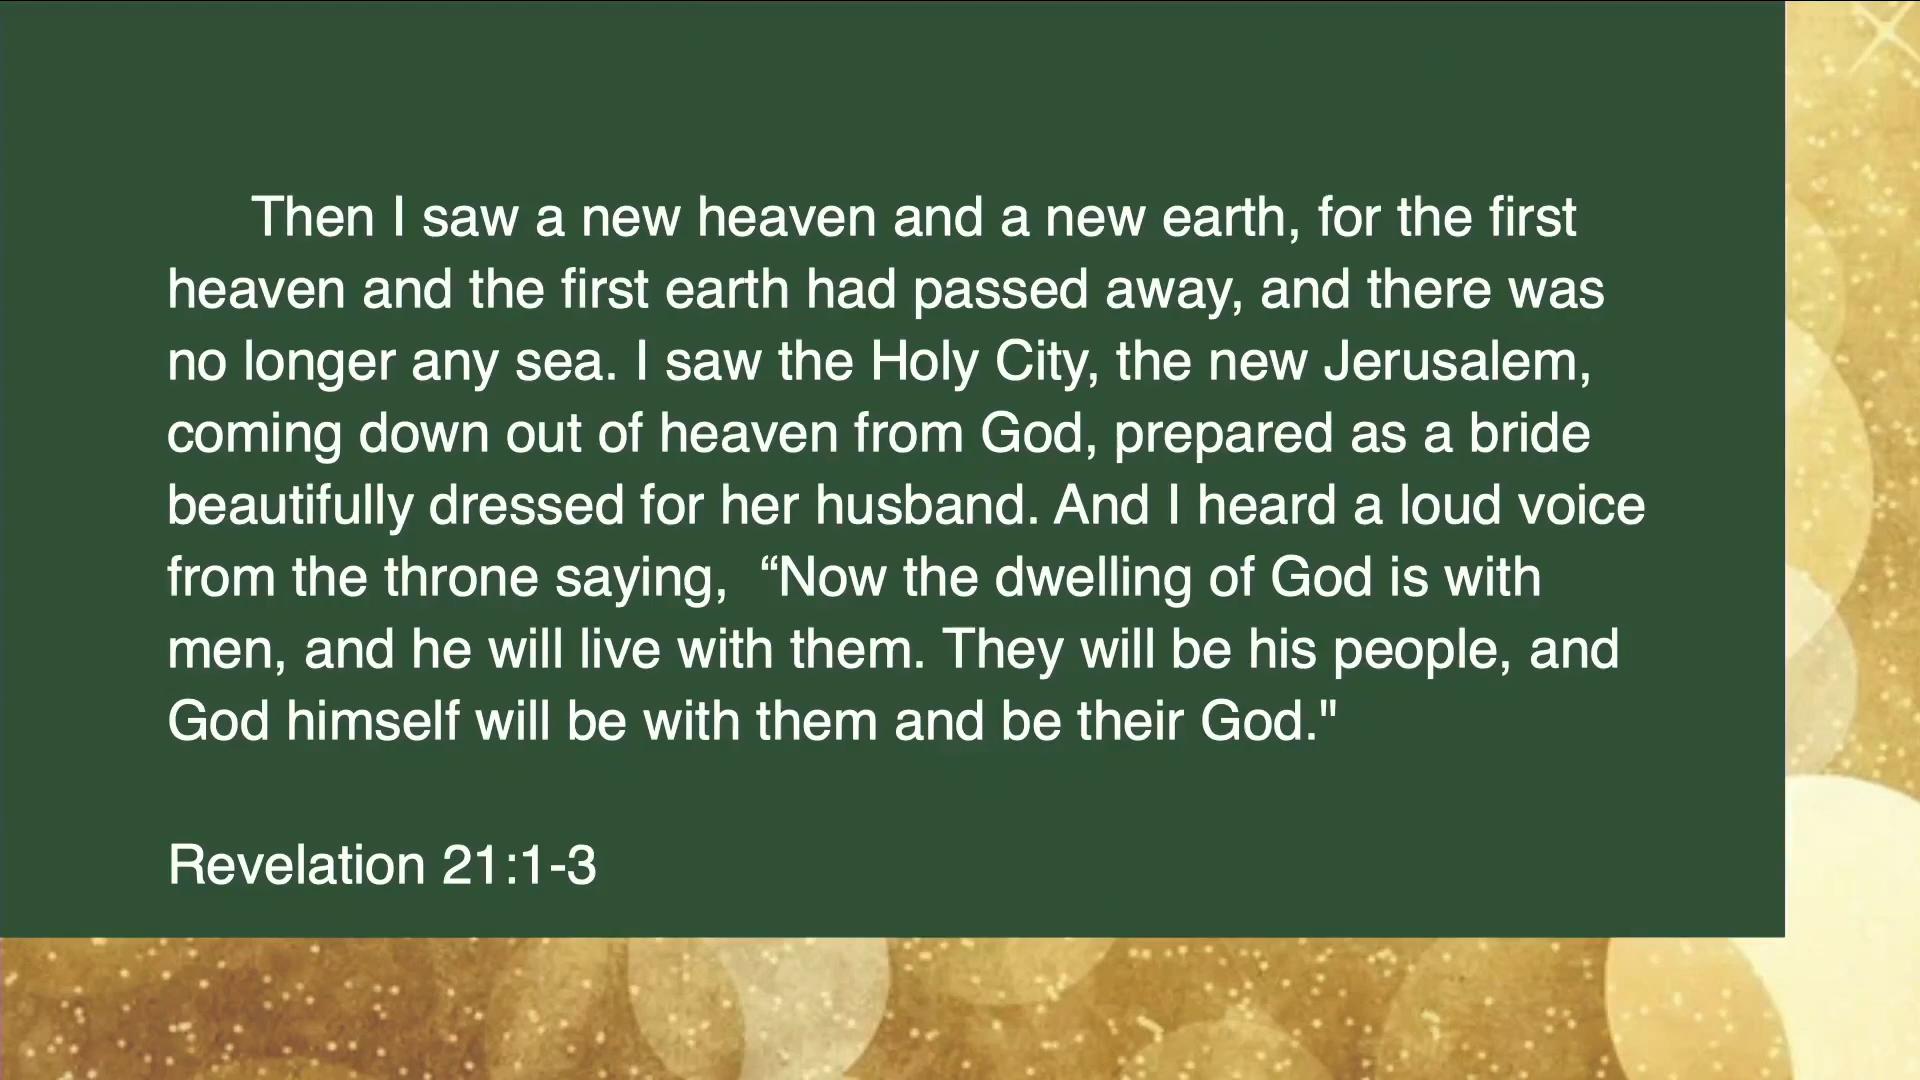 Then I saw a new heaven and a new earth, for the first
heaven and the first earth had passed away, and there was
no longer any sea. I saw the Holy City, the new Jerusalem,
coming down out of heaven from God, prepared as a bride
beautifully dressed for her husband. And I heard a loud voice
from the throne saying,  “Now the dwelling of God is with
men, and he will live with them. They will be his people, and
God himself will be with them and be their God."
Revelation 21:1-3